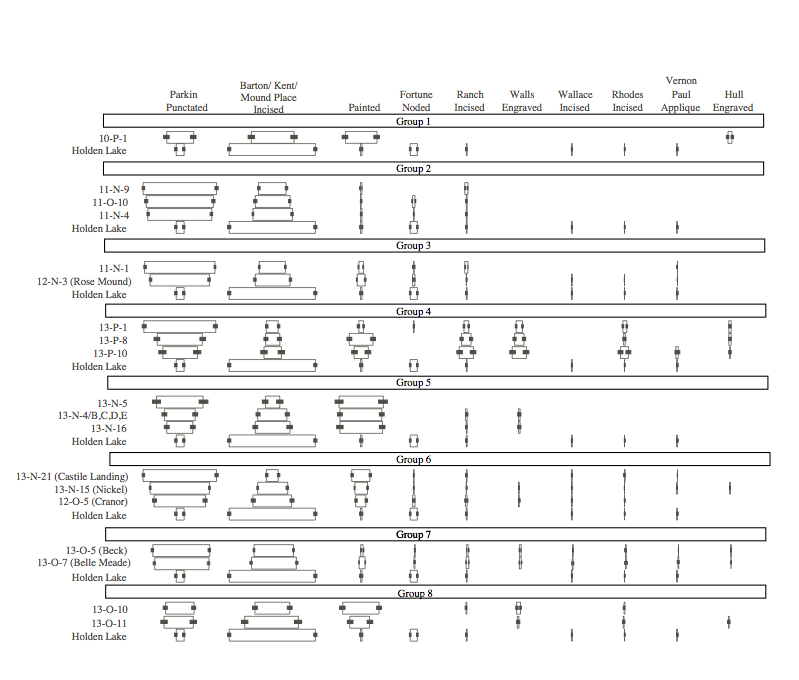 Parkin Punctated
Barton/ Kent/ Mound Place Incised
Painted
Fortune Noded
Ranch Incised
Walls Engraved
Wallace Incised
Rhodes Incised
Vernon Paul Applique
Hull Engraved
Group 1
10-P-1
Holden Lake
Group 2
11-N-9
11-O-10
11-N-4
Holden Lake
Group 3
11-N-1
12-N-3 (Rose Mound)
Holden Lake
Group 4
13-P-1
13-P-8
13-P-10
Holden Lake
Group 5
13-N-5
13-N-4/B,C,D,E
13-N-16
Holden Lake
Group 6
13-N-21 (Castile Landing)
13-N-15 (Nickel)
12-O-5 (Cranor)
Holden Lake
Group 7
13-O-5 (Beck)
13-O-7 (Belle Meade)
Holden Lake
Group 8
13-O-10
13-O-11
Holden Lake